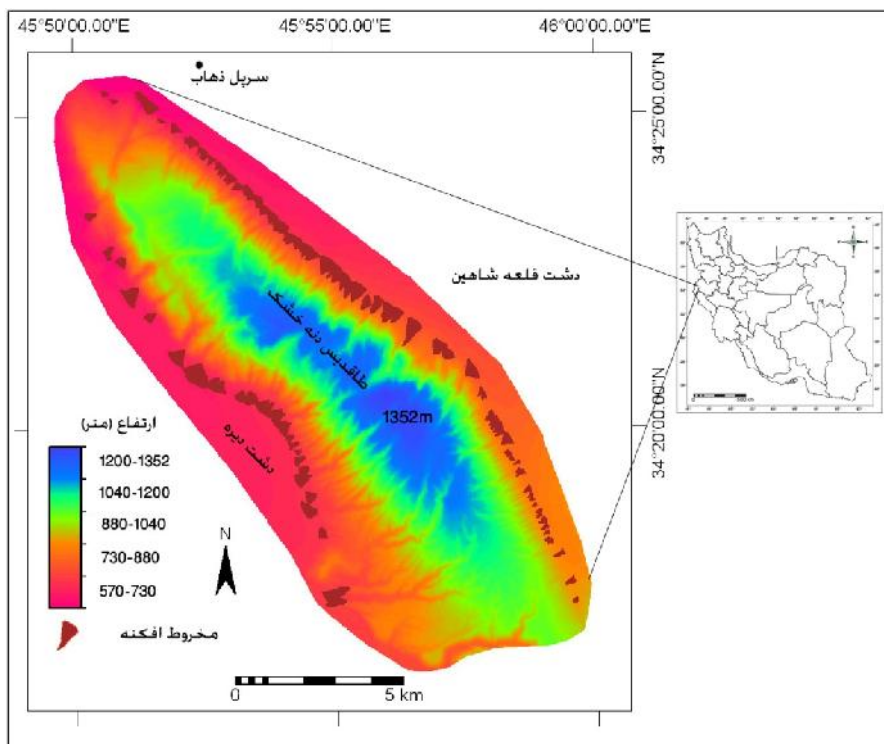 45°50'00.00"E
45°55'00.00"E
46°00'00.00"E
سرپل ذهاب
34°25'00.00"N
دشت قلعه شاهین
طاقدیس دنه خشک
1352m
34°20'00.00"N
دشت دیره
ارتفاع (متر)
1200-1352
1040-1200
880-1040
730-880
570-730
N
مخروط افکنه
0
5 km